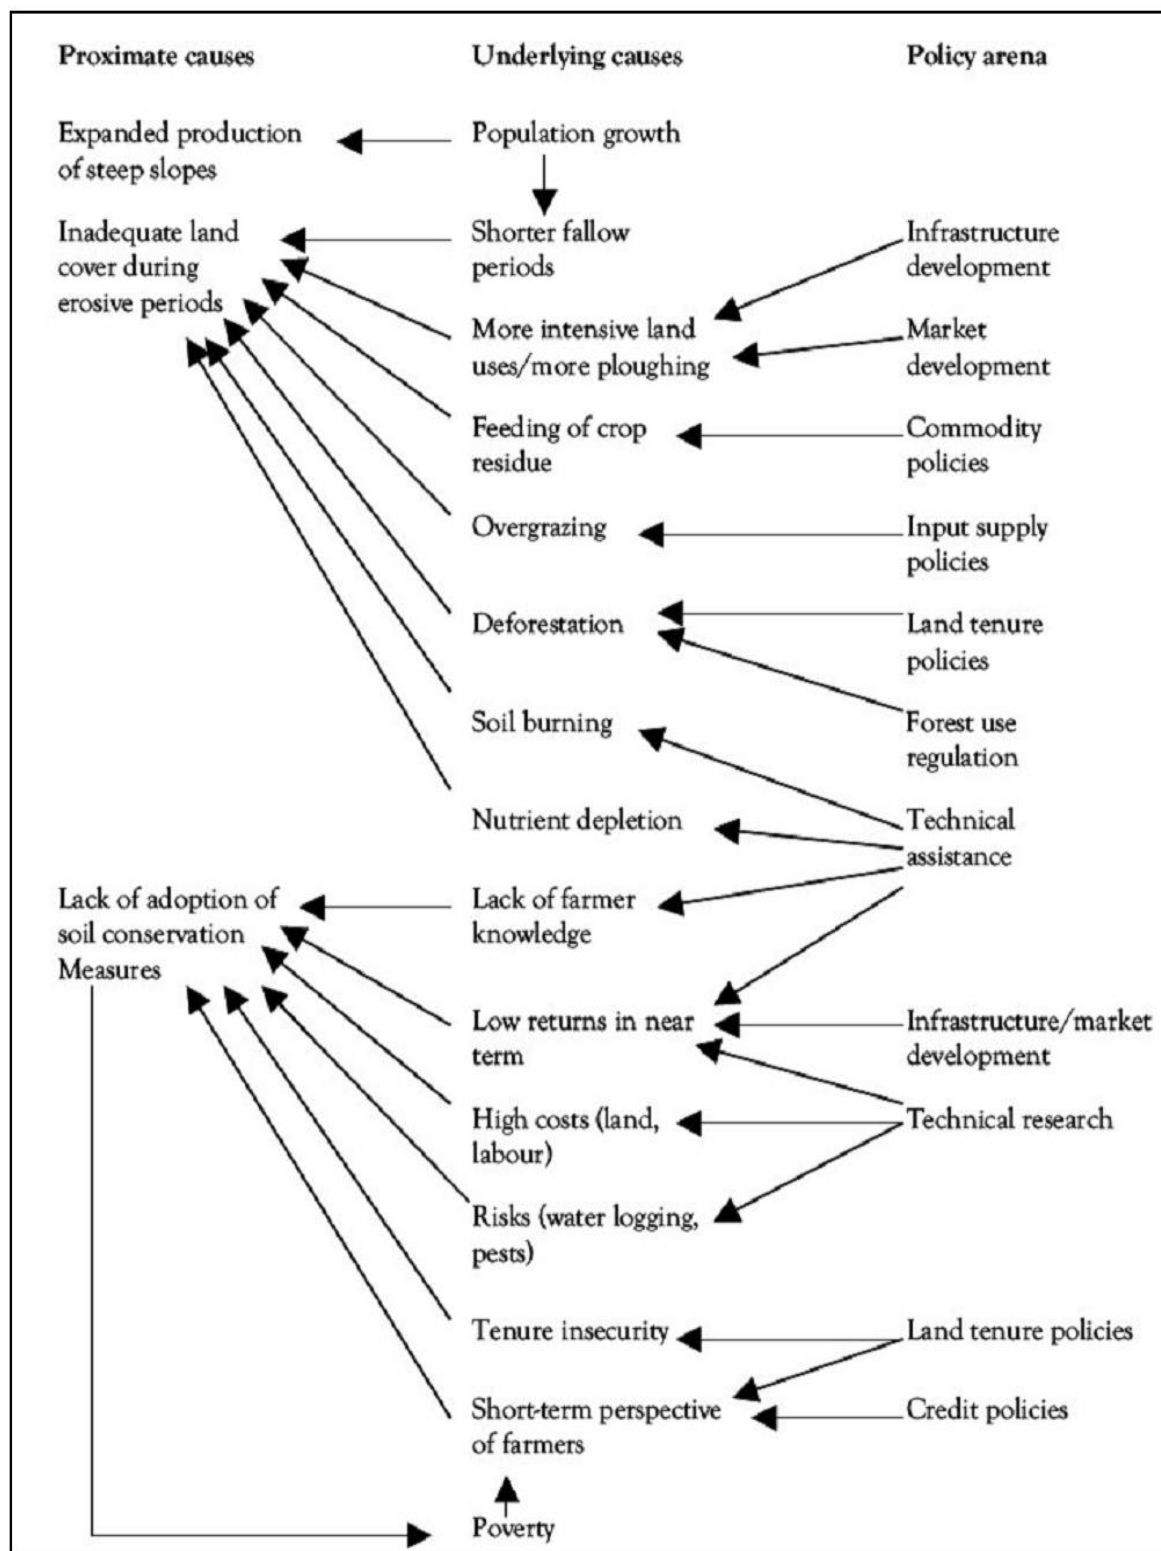 Proximate causes
Underlying causes
Policy arena
Expanded production
of steep slopes
Population growth
Inadequate land
cover during
erosive periods
Shorter fallow
periods
Infrastructure
development
More intensive land
uses/more ploughing
Market
development
Feeding of crop
residue
Commodity
policies
Overgrazing
Input supply
policies
Deforestation
Land tenure
policies
Soil burning
Forest use
regulation
Nutrient depletion
Technical
assistance
Lack of adoption of
soil conservation
Measures
Lack of farmer
knowledge
Low returns in near
term
Infrastructure/market
development
High costs (land,
labour)
Technical research
Risks (water logging,
pests)
Tenure insecurity
Land tenure policies
Short-term perspective
of farmers
Credit policies
Poverty